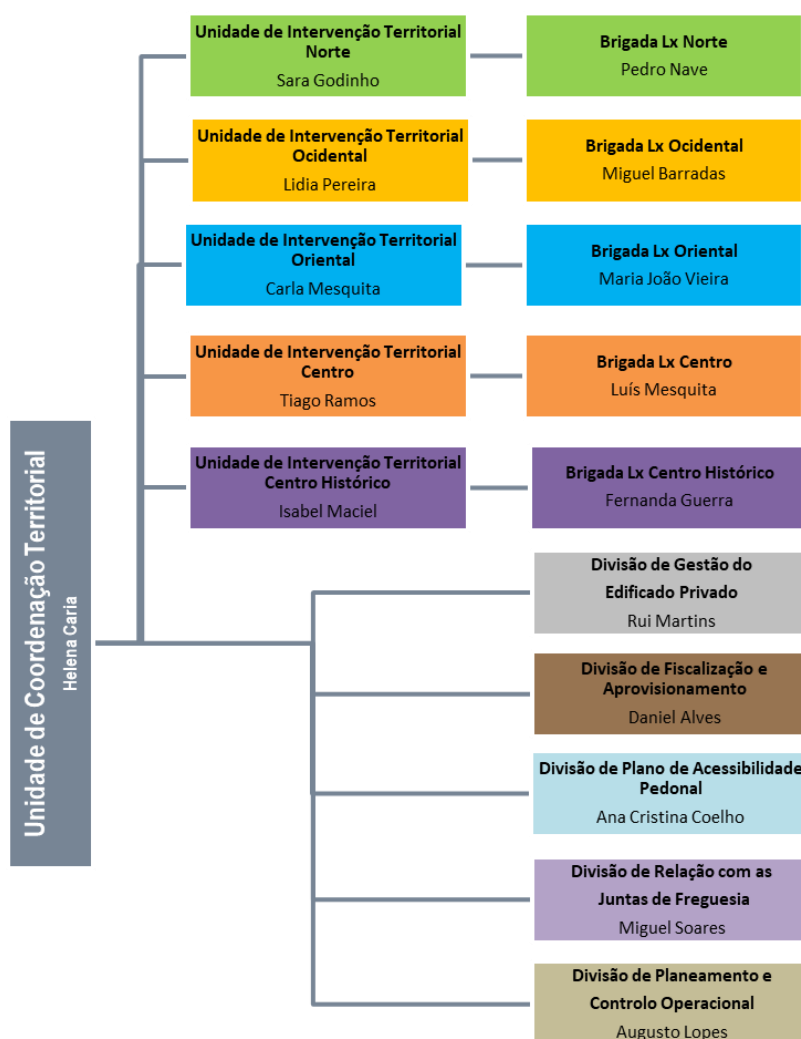 Unidade de Intervenção Territorial
Norte
Sara Godinho
Brigada Lx Norte
Pedro Nave
Unidade de Intervenção Territorial
Ocidental
Lidia Pereira
Brigada Lx Ocidental
Miguel Barradas
Unidade de Intervenção Territorial
Oriental
Carla Mesquita
Brigada Lx Oriental
Maria João Vieira
Unidade de Intervenção Territorial
Centro
Tiago Ramos
Brigada Lx Centro
Luís Mesquita
Unidade de Coordenação Territorial
Helena Caria
Unidade de Intervenção Territorial
Centro Histórico
Isabel Maciel
Brigada Lx Centro Histórico
Fernanda Guerra
Divisão de Gestão do
Edificado Privado
Rui Martins
Divisão de Fiscalização e
Aprovisionamento
Daniel Alves
Divisão de Plano de Acessibilidade
Pedonal
Ana Cristina Coelho
Divisão de Relação com as
Juntas de Freguesia
Miguel Soares
Divisão de Planeamento e
Controlo Operacional
Augusto Lopes